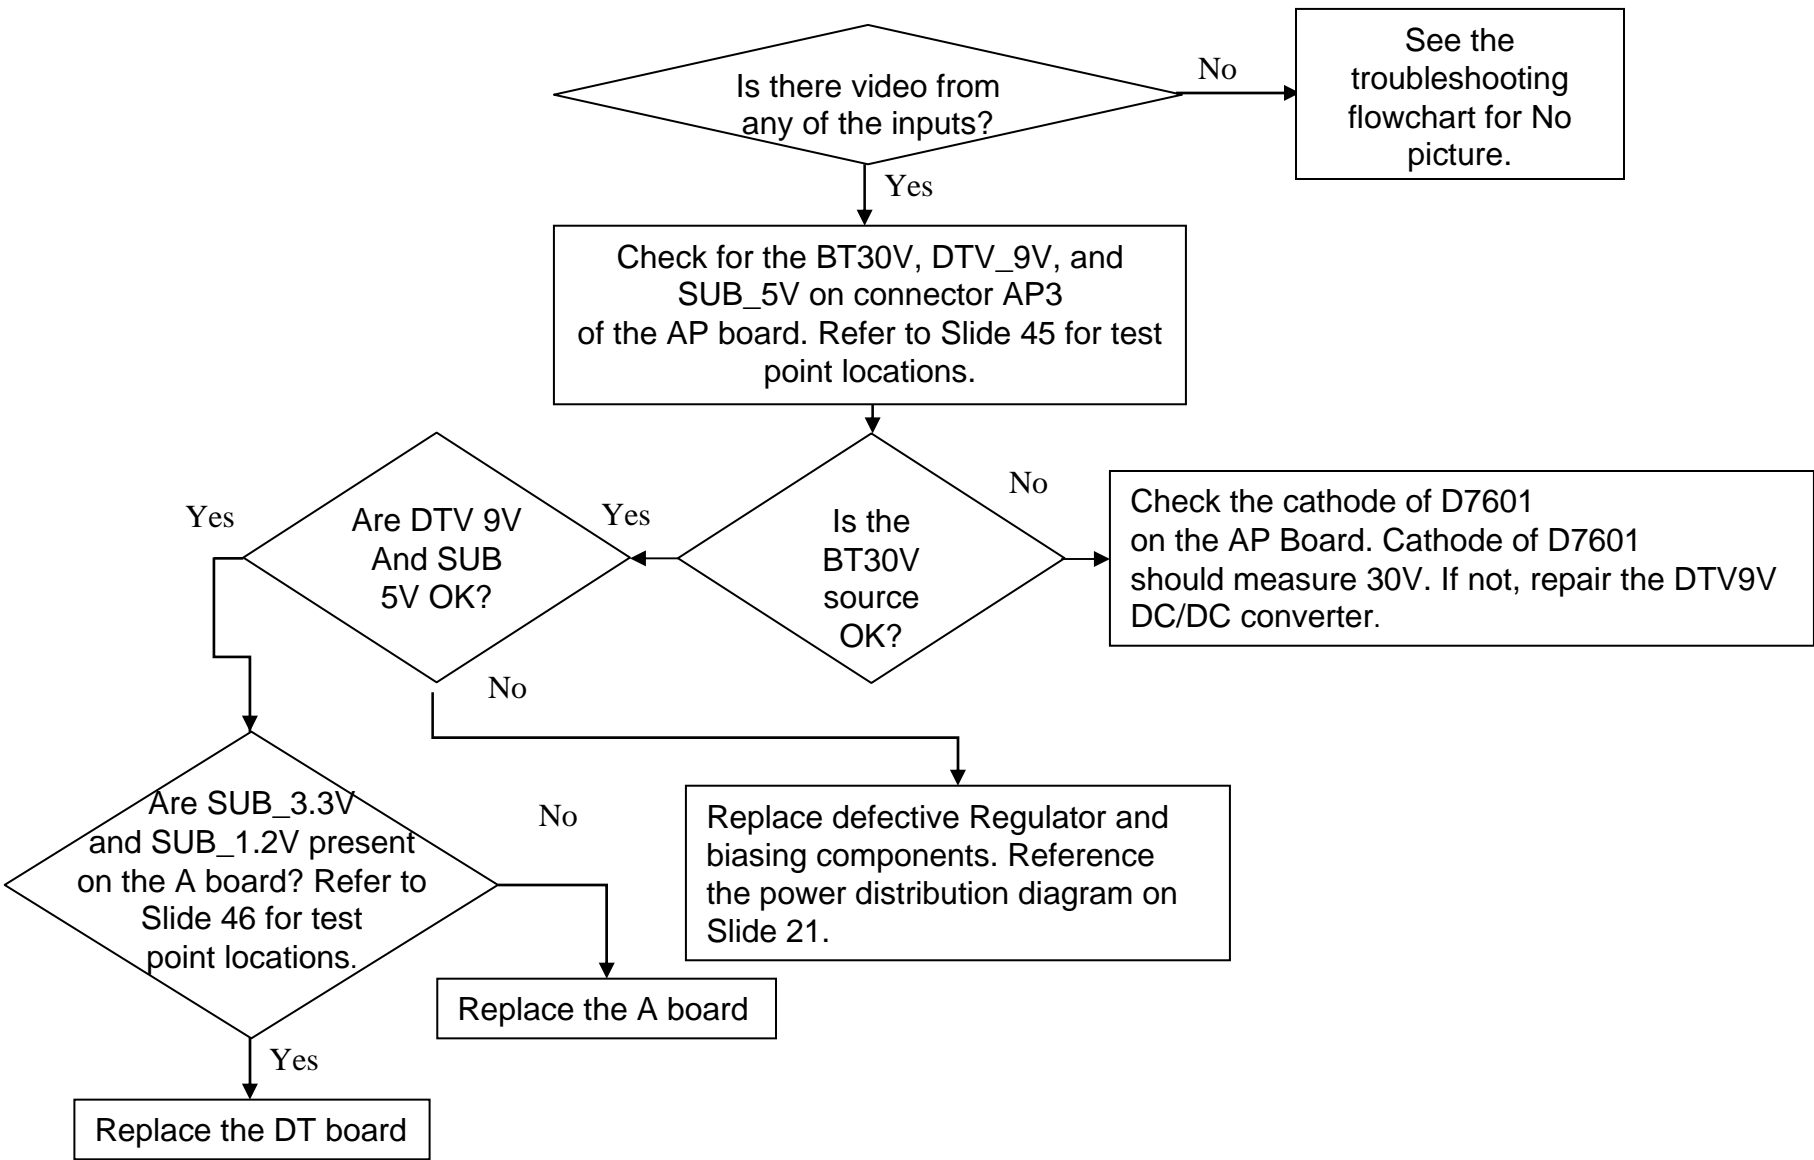 Is there video from
any of the inputs?
No
See the
troubleshooting
flowchart for No
picture.
Yes
Check for the BT30V, DTV_9V, and
SUB_5V on connector AP3
of the AP board. Refer to Slide 45 for test
point locations.
Is the
BT30V
source
OK?
No
Check the cathode of D7601
on the AP Board. Cathode of D7601
should measure 30V. If not, repair the DTV9V
DC/DC converter.
Yes
Are DTV 9V
And SUB
5V OK?
No
Replace defective Regulator and
biasing components. Reference
the power distribution diagram on
Slide 21.
Yes
Are SUB_3.3V
and SUB_1.2V present
on the A board? Refer to
Slide 46 for test
point locations.
No
Replace the A board
Yes
Replace the DT board